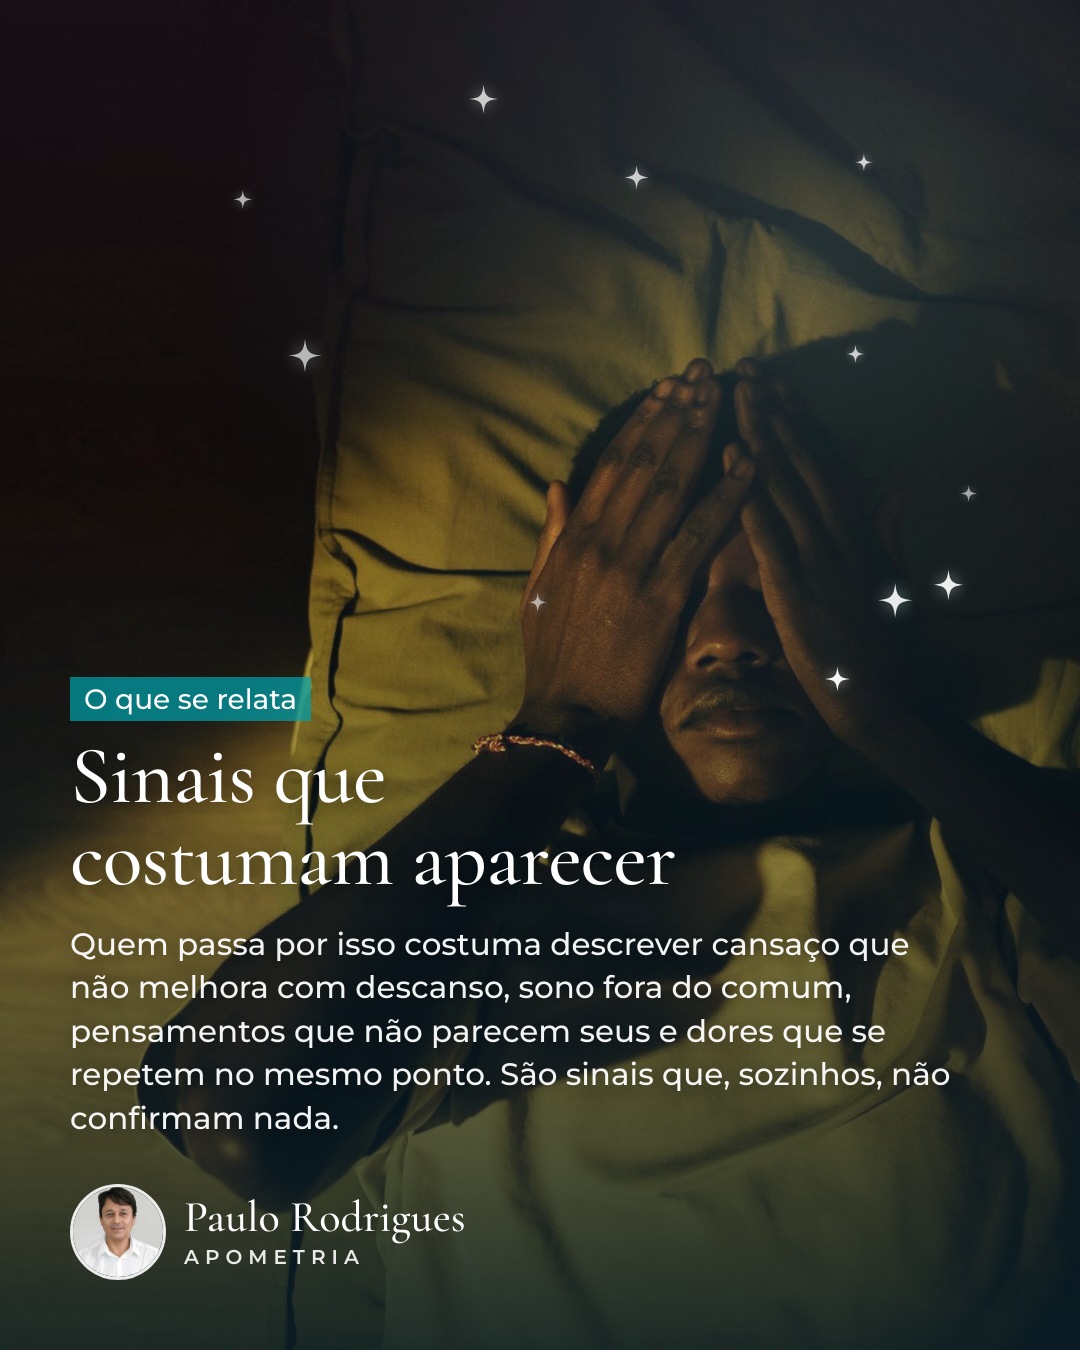 O que se relata
Sinais que
costumam aparecer
Quem passa por isso costuma descrever cansaço que
não melhora com descanso, sono fora do comum,
pensamentos que não parecem seus e dores que se
repetem no mesmo ponto. São sinais que, sozinhos, não
confirmam nada.
Paulo Rodrigues
APOMETRIA